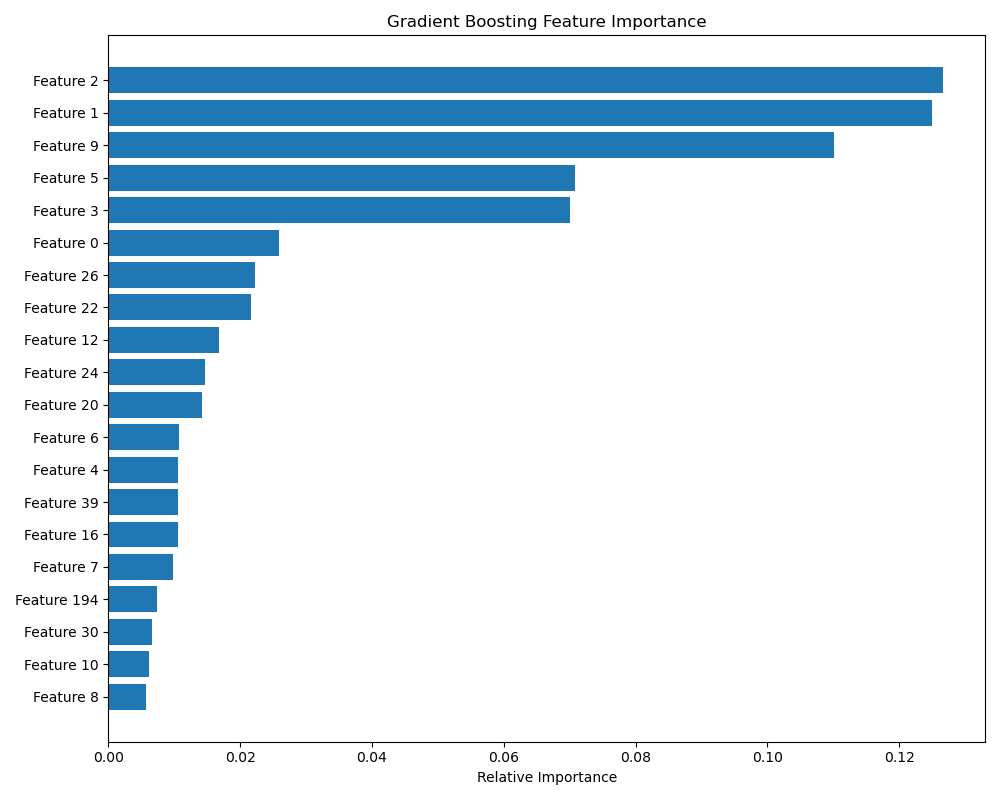 Gradient Boosting Feature Importance
Feature 2
Feature 1
Feature 9
Feature 5
Feature 3
Feature 0
Feature 26
Feature 22
Feature 12
Feature 24
Feature 20
Feature 6
Feature 4
Feature 39
Feature 16
Feature 7
Feature 194
Feature 30
Feature 10
Feature 8
0.00 0.02 0.04 0.06 0.08 0.10 0.12
Relative Importance